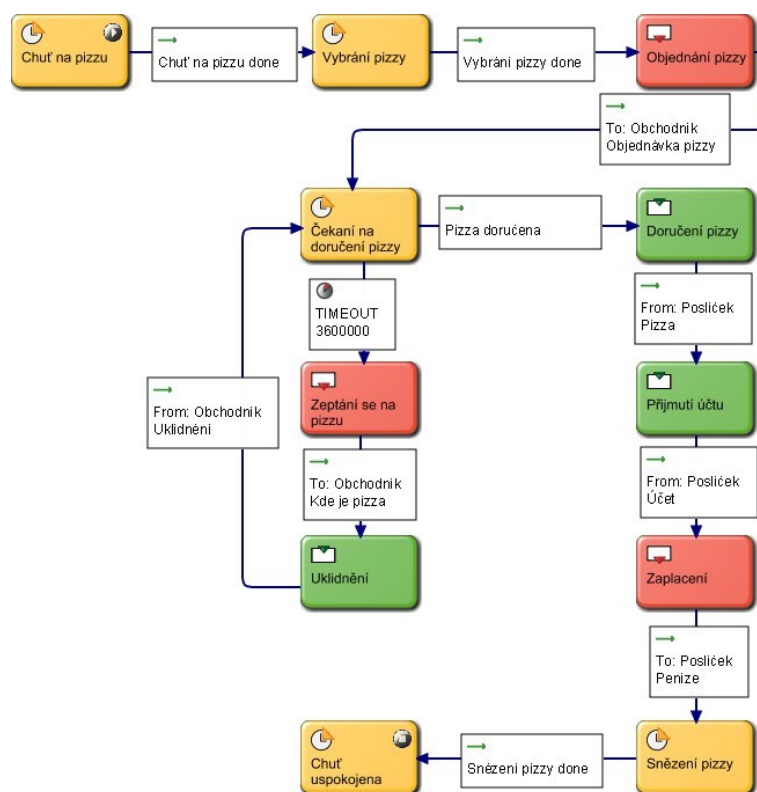 Chuť na pizzu
Chuť na pizzu done
Vybrání pizzy
Vybrání pizzy done
Objednání pizzy
To: Obchodník
Objednávka pizzy
Čekaní na
doručení pizzy
Pizza doručena
Doručení pizzy
TIMEOUT
3600000
From: Poslíček
Pizza
From: Obchodník
Uklidnění
Zeptání se na
pizzu
Přijmutí účtu
To: Obchodník
Kde je pizza
From: Poslíček
Účet
Uklidnění
Zaplacení
To: Poslíček
Peníze
Chuť
uspokojena
Snězení pizzy done
Snězení pizzy